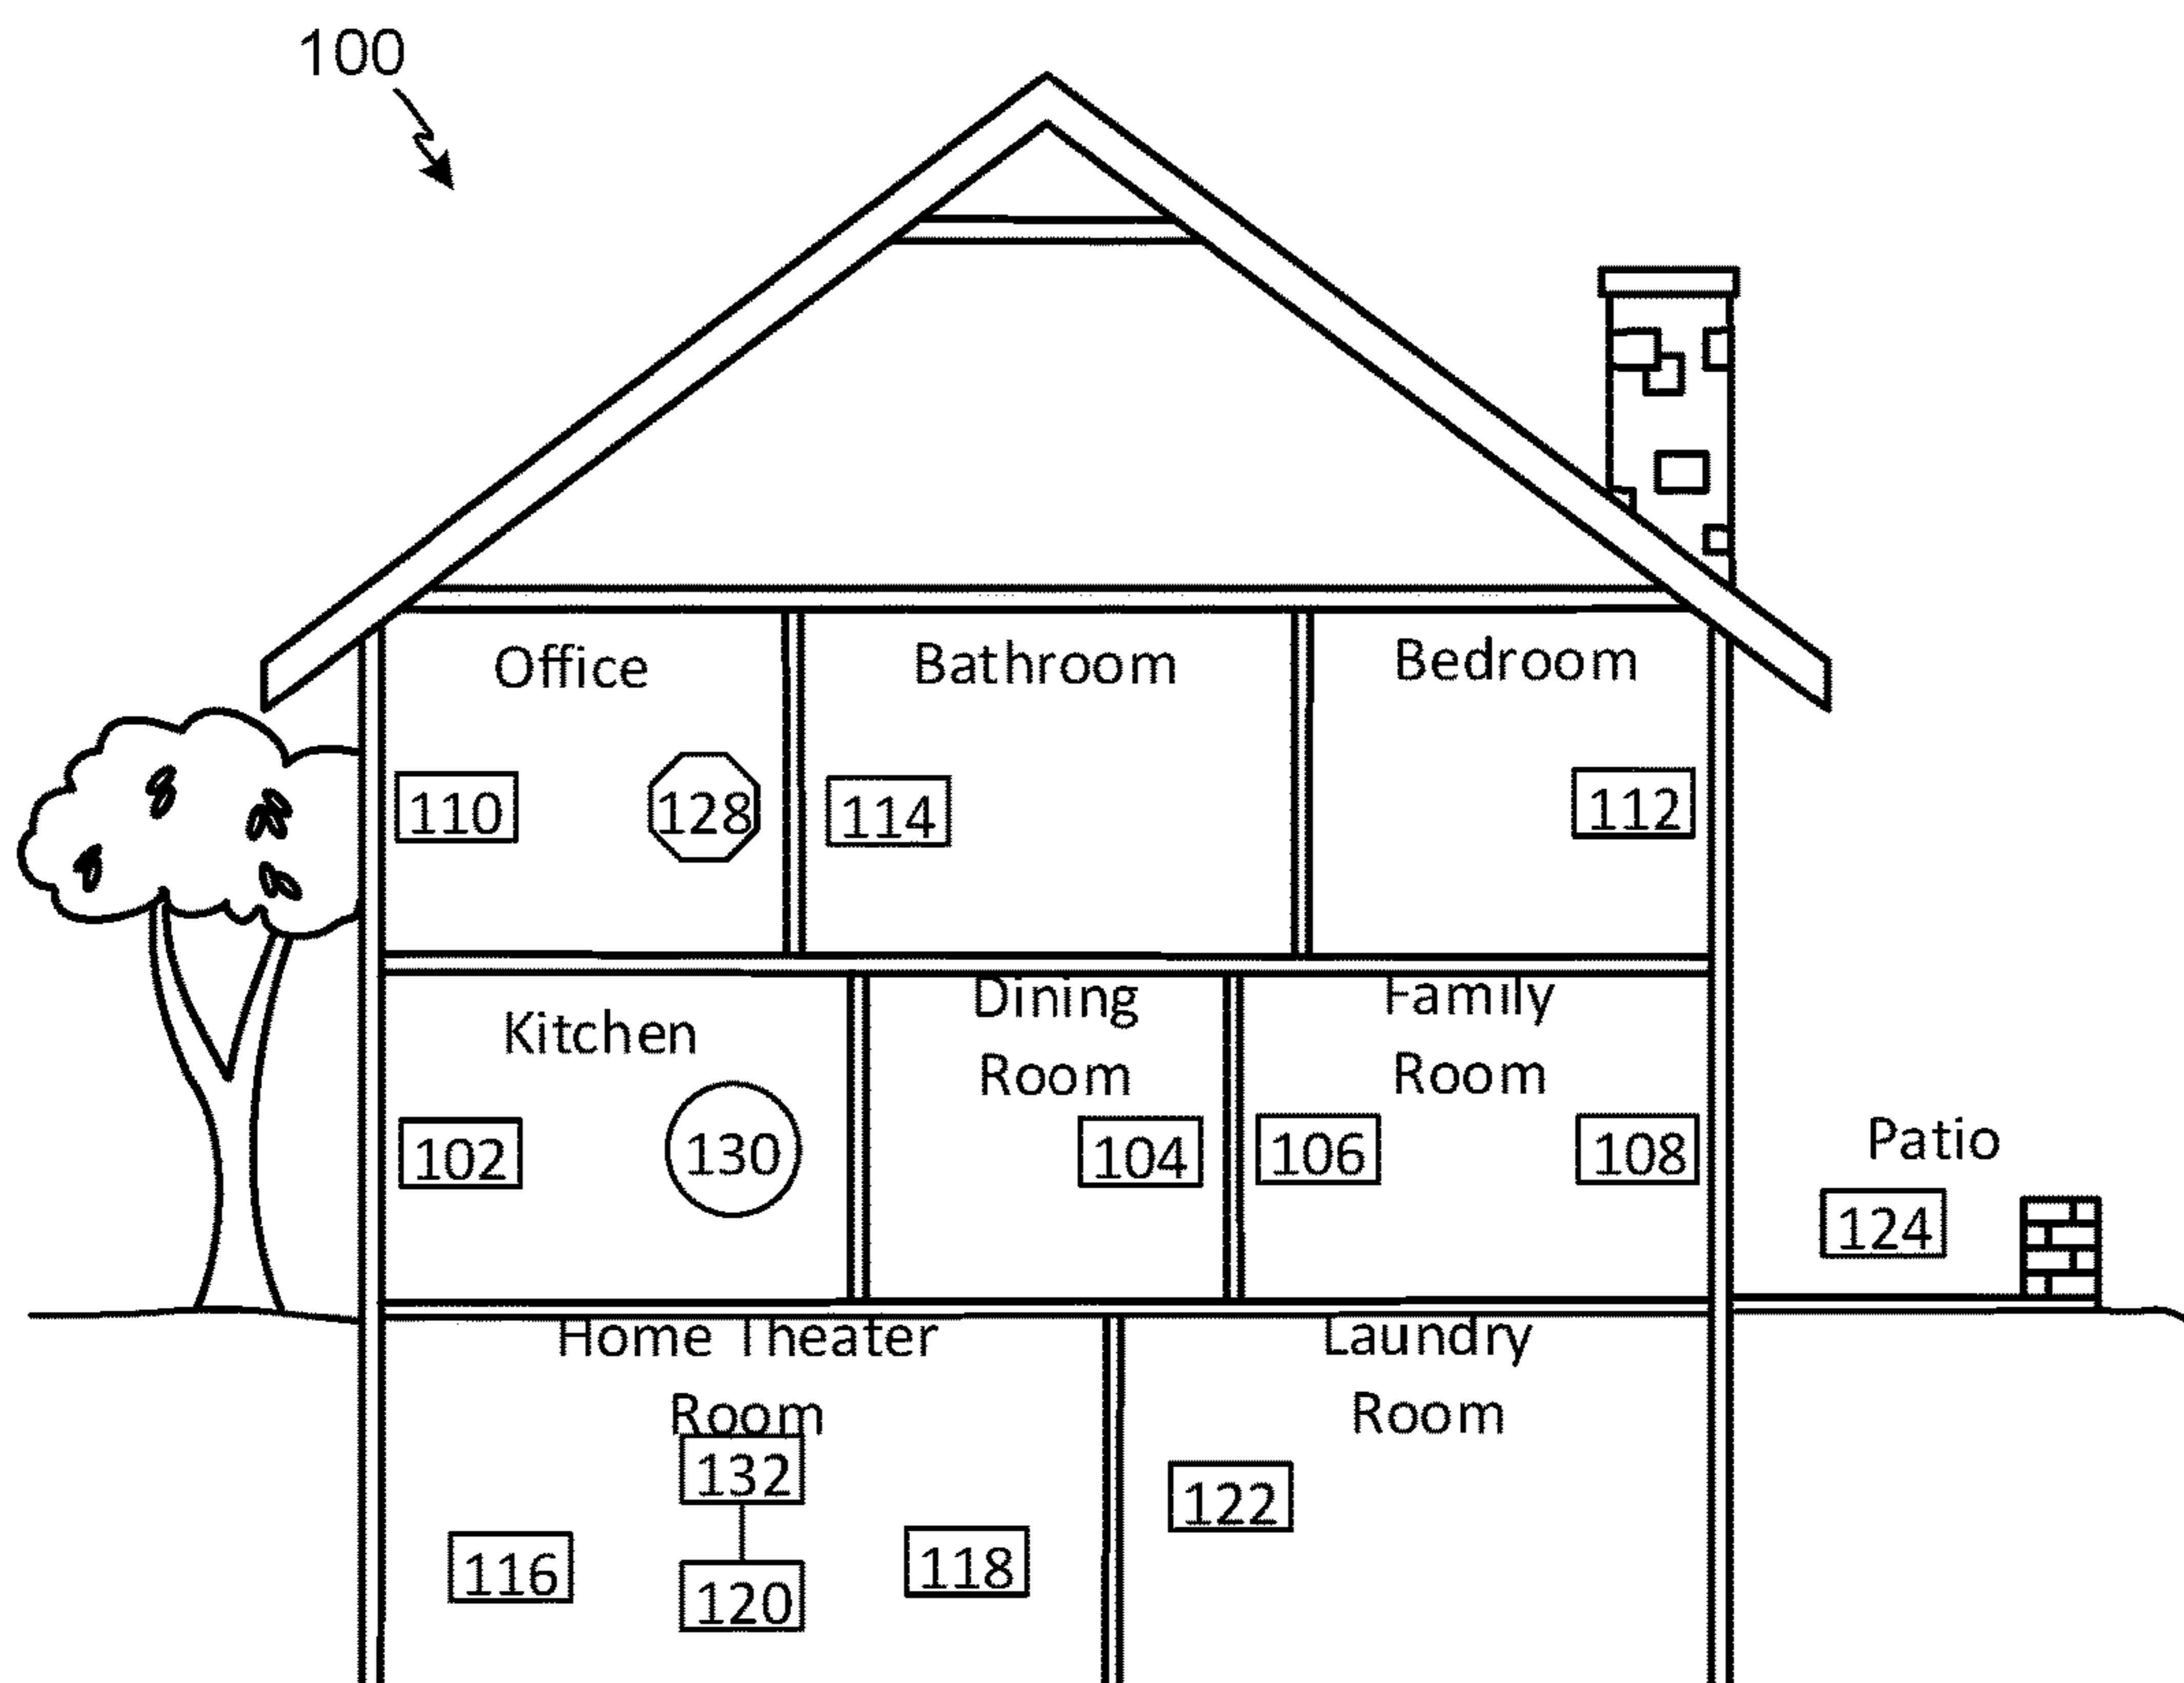 100
Office
Bathroom
Bedroom
110
128
114
112
Kitchen
Dining
Room
Family
Room
102
130
104
106
108
Patio
124
Home Theater
Room
Laundry
Room
132
122
116
120
118